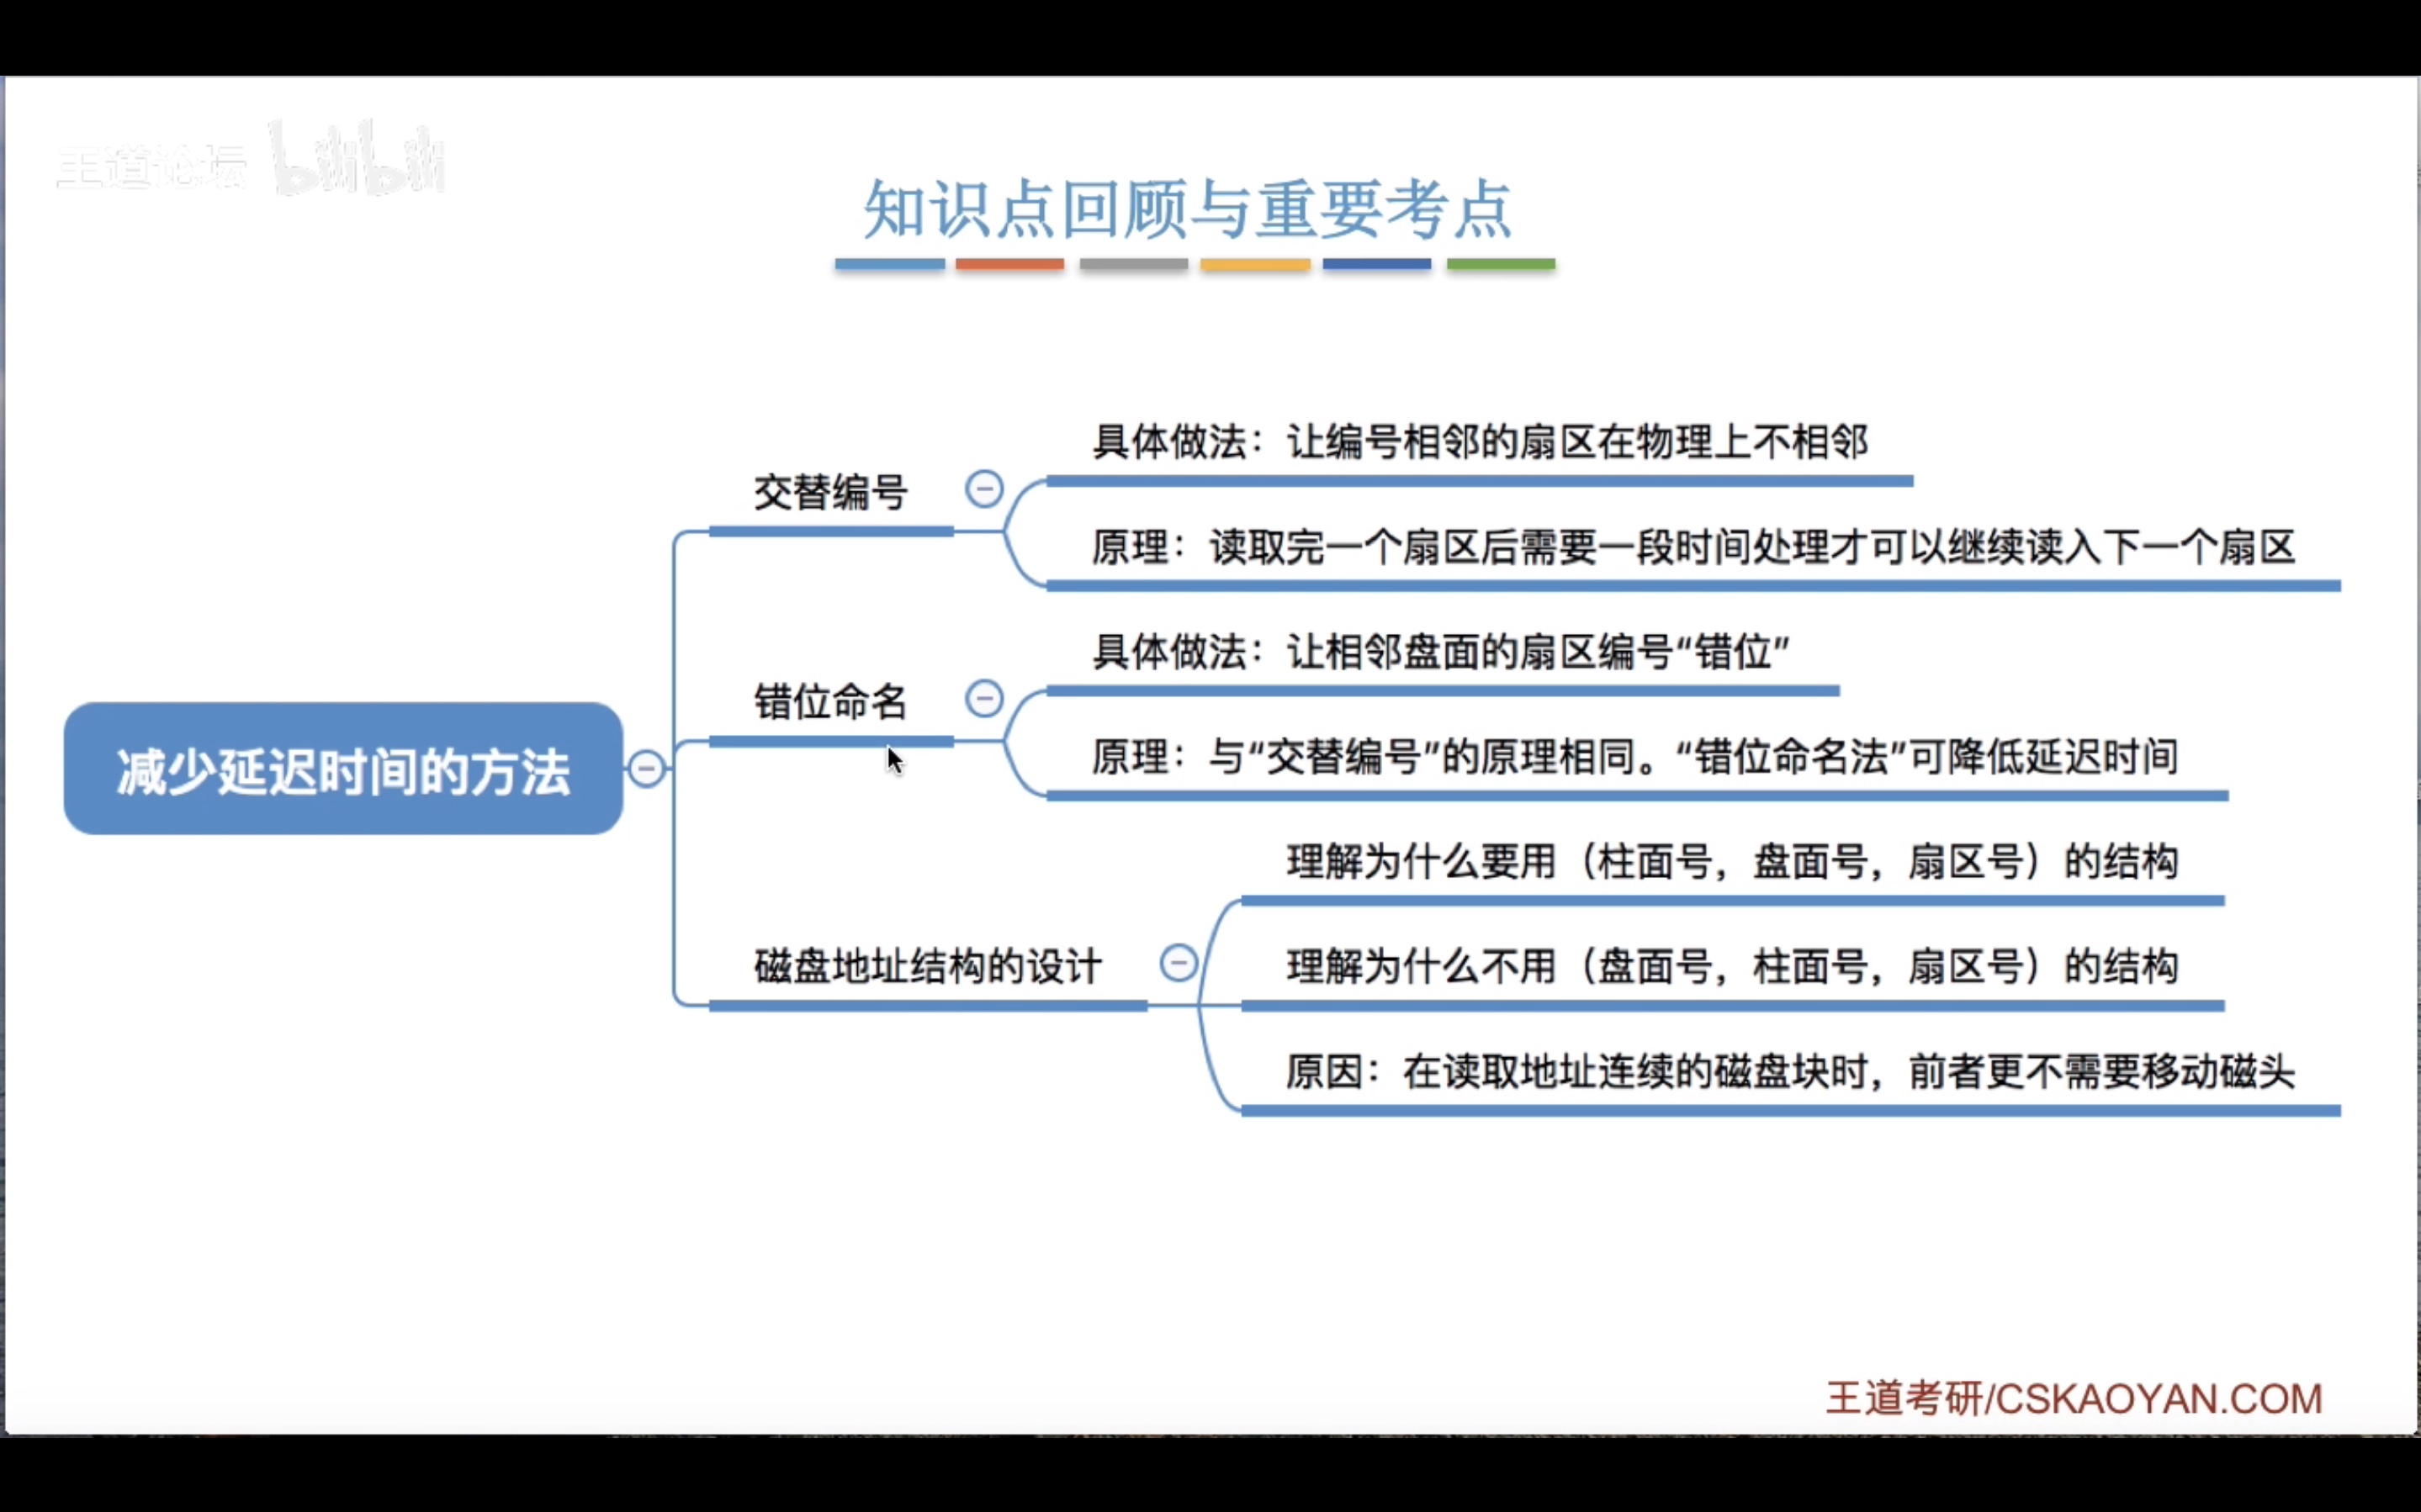 王道论坛 bilibili
知识点回顾与重要考点
减少延迟时间的方法
交替编号
具体做法：让编号相邻的扇区在物理上不相邻
原理：读取完一个扇区后需要一段时间处理才可以继续读入下一个扇区
错位命名
具体做法：让相邻盘面的扇区编号“错位”
原理：与“交替编号”的原理相同。“错位命名法”可降低延迟时间
磁盘地址结构的设计
理解为什么要用（柱面号，盘面号，扇区号）的结构
理解为什么不用（盘面号，柱面号，扇区号）的结构
原因：在读取地址连续的磁盘块时，前者更不需要移动磁头
王道考研/CSKAOYAN.COM